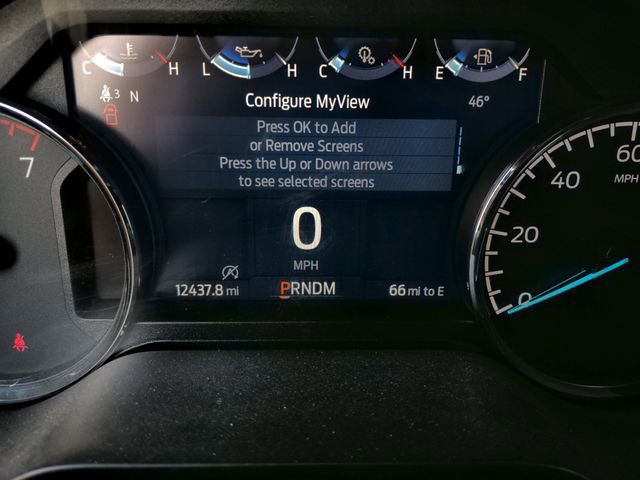 C H L H C H E F
3 N
Configure MyView
46°
Press OK to Add
or Remove Screens
Press the Up or Down arrows
to see selected screens
7
60
MPH
40
20
0
0
MPH
12437.8 mi
PRNDM
66 mi to E